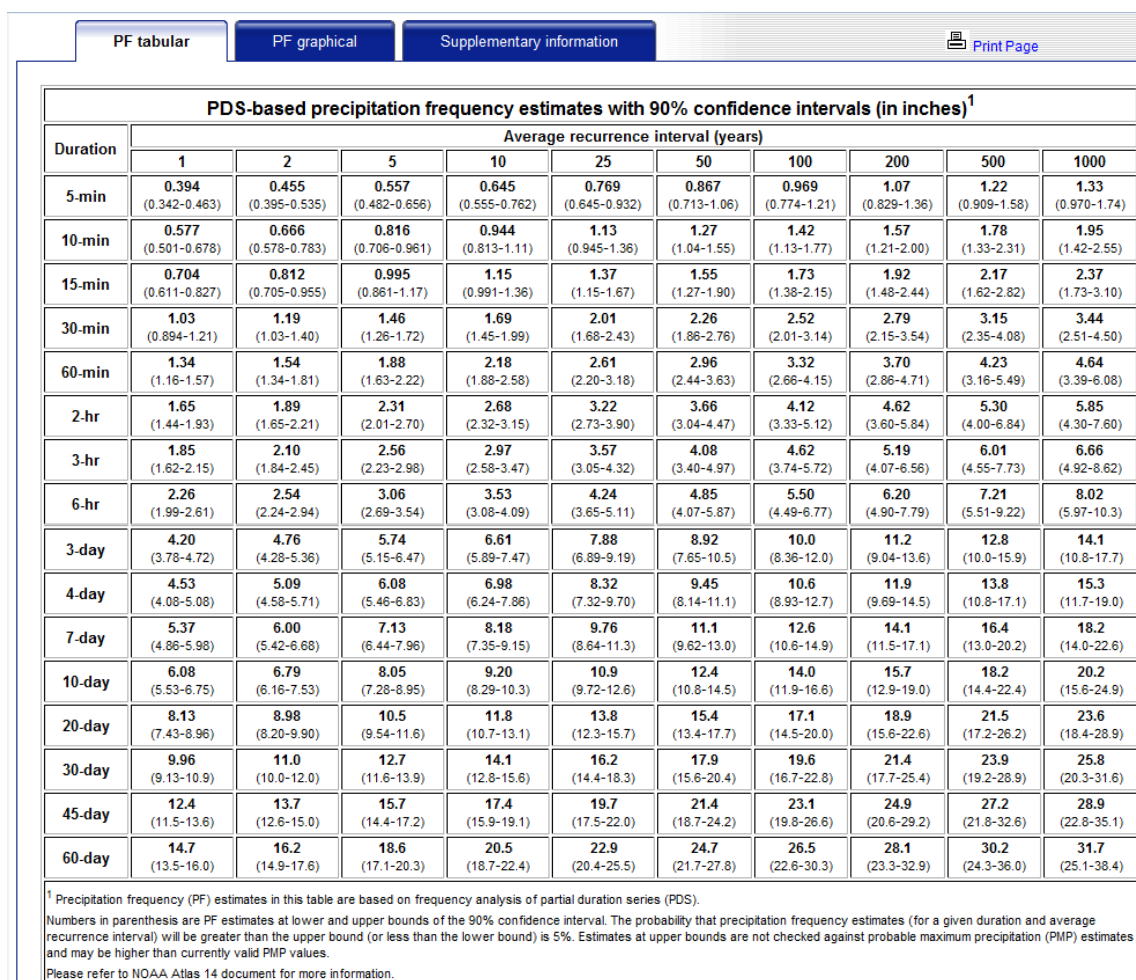 PF tabular PF graphical Supplementary information Print Page
PDS-based precipitation frequency estimates with 90% confidence intervals (in inches)1
Duration Average recurrence interval (years)
1 2 5 10 25 50 100 200 500 1000
5-min 0.394 0.455 0.557 0.645 0.769 0.867 0.969 1.07 1.22 1.33
(0.342-0.463) (0.395-0.535) (0.482-0.656) (0.555-0.762) (0.645-0.932) (0.713-1.06) (0.774-1.21) (0.829-1.36) (0.909-1.58) (0.970-1.74)
10-min 0.577 0.666 0.816 0.944 1.13 1.27 1.42 1.57 1.78 1.95
(0.501-0.678) (0.578-0.783) (0.706-0.961) (0.813-1.11) (0.945-1.36) (1.04-1.55) (1.13-1.77) (1.21-2.00) (1.33-2.31) (1.42-2.55)
15-min 0.704 0.812 0.995 1.15 1.37 1.55 1.73 1.92 2.17 2.37
(0.611-0.827) (0.705-0.955) (0.861-1.17) (0.991-1.36) (1.15-1.67) (1.27-1.90) (1.38-2.15) (1.48-2.44) (1.62-2.82) (1.73-3.10)
30-min 1.03 1.19 1.46 1.69 2.01 2.26 2.52 2.79 3.15 3.44
(0.894-1.21) (1.03-1.40) (1.26-1.72) (1.45-1.99) (1.68-2.43) (1.86-2.76) (2.01-3.14) (2.15-3.54) (2.35-4.08) (2.51-4.50)
60-min 1.34 1.54 1.88 2.18 2.61 2.96 3.32 3.70 4.23 4.64
(1.16-1.57) (1.34-1.81) (1.63-2.22) (1.88-2.58) (2.20-3.18) (2.44-3.63) (2.66-4.15) (2.86-4.71) (3.16-5.49) (3.39-6.08)
2-hr 1.65 1.89 2.31 2.68 3.22 3.66 4.12 4.62 5.30 5.85
(1.44-1.93) (1.65-2.21) (2.01-2.70) (2.32-3.15) (2.73-3.90) (3.04-4.47) (3.33-5.12) (3.60-5.84) (4.00-6.84) (4.30-7.60)
3-hr 1.85 2.10 2.56 2.97 3.57 4.08 4.62 5.19 6.01 6.66
(1.62-2.15) (1.84-2.45) (2.23-2.98) (2.58-3.47) (3.05-4.32) (3.40-4.97) (3.74-5.72) (4.07-6.56) (4.55-7.73) (4.92-8.62)
6-hr 2.26 2.54 3.06 3.53 4.24 4.85 5.50 6.20 7.21 8.02
(1.99-2.61) (2.24-2.94) (2.69-3.54) (3.08-4.09) (3.65-5.11) (4.07-5.87) (4.49-6.77) (4.90-7.79) (5.51-9.22) (5.97-10.3)
3-day 4.20 4.76 5.74 6.61 7.88 8.92 10.0 11.2 12.8 14.1
(3.78-4.72) (4.28-5.36) (5.15-6.47) (5.89-7.47) (6.89-9.19) (7.65-10.5) (8.36-12.0) (9.04-13.6) (10.0-15.9) (10.8-17.7)
4-day 4.53 5.09 6.08 6.98 8.32 9.45 10.6 11.9 13.8 15.3
(4.08-5.08) (4.58-5.71) (5.46-6.83) (6.24-7.86) (7.32-9.70) (8.14-11.1) (8.93-12.7) (9.69-14.5) (10.8-17.1) (11.7-19.0)
7-day 5.37 6.00 7.13 8.18 9.76 11.1 12.6 14.1 16.4 18.2
(4.86-5.98) (5.42-6.68) (6.44-7.96) (7.35-9.15) (8.64-11.3) (9.62-13.0) (10.6-14.9) (11.5-17.1) (13.0-20.2) (14.0-22.6)
10-day 6.08 6.79 8.05 9.20 10.9 12.4 14.0 15.7 18.2 20.2
(5.53-6.75) (6.16-7.53) (7.28-8.95) (8.29-10.3) (9.72-12.6) (10.8-14.5) (11.9-16.6) (12.9-19.0) (14.4-22.4) (15.6-24.9)
20-day 8.13 8.98 10.5 11.8 13.8 15.4 17.1 18.9 21.5 23.6
(7.43-8.96) (8.20-9.90) (9.54-11.6) (10.7-13.1) (12.3-15.7) (13.4-17.7) (14.5-20.0) (15.6-22.6) (17.2-26.2) (18.4-28.9)
30-day 9.96 11.0 12.7 14.1 16.2 17.9 19.6 21.4 23.9 25.8
(9.13-10.9) (10.0-12.0) (11.6-13.9) (12.8-15.6) (14.4-18.3) (15.6-20.4) (16.7-22.8) (17.7-25.4) (19.2-28.9) (20.3-31.6)
45-day 12.4 13.7 15.7 17.4 19.7 21.4 23.1 24.9 27.2 28.9
(11.5-13.6) (12.6-15.0) (14.4-17.2) (15.9-19.1) (17.5-22.0) (18.7-24.2) (19.8-26.6) (20.6-29.2) (21.8-32.6) (22.8-35.1)
60-day 14.7 16.2 18.6 20.5 22.9 24.7 26.5 28.1 30.2 31.7
(13.5-16.0) (14.9-17.6) (17.1-20.3) (18.7-22.4) (20.4-25.5) (21.7-27.8) (22.6-30.3) (23.3-32.9) (24.3-36.0) (25.1-38.4)
1 Precipitation frequency (PF) estimates in this table are based on frequency analysis of partial duration series (PDS).
Numbers in parenthesis are PF estimates at lower and upper bounds of the 90% confidence interval. The probability that precipitation frequency estimates (for a given duration and average
recurrence interval) will be greater than the upper bound (or less than the lower bound) is 5%. Estimates at upper bounds are not checked against probable maximum precipitation (PMP) estimates
and may be higher than currently valid PMP values.
Please refer to NOAA Atlas 14 document for more information.